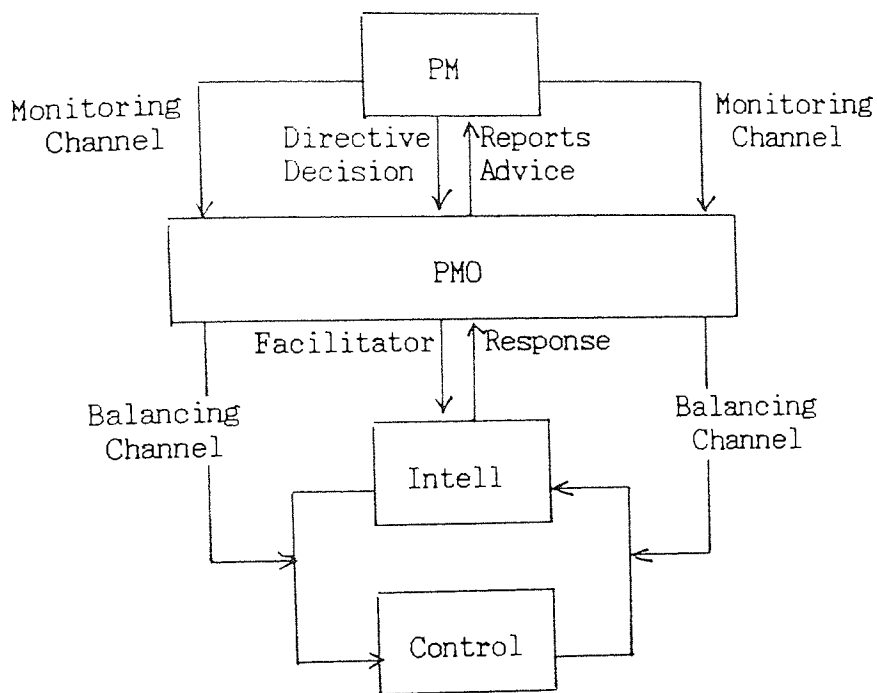 PM
Monitoring
Channel
Directive
Decision
Reports
Advice
Monitoring
Channel
PMO
Facilitator
Response
Balancing
Channel
Balancing
Channel
Intell
Control